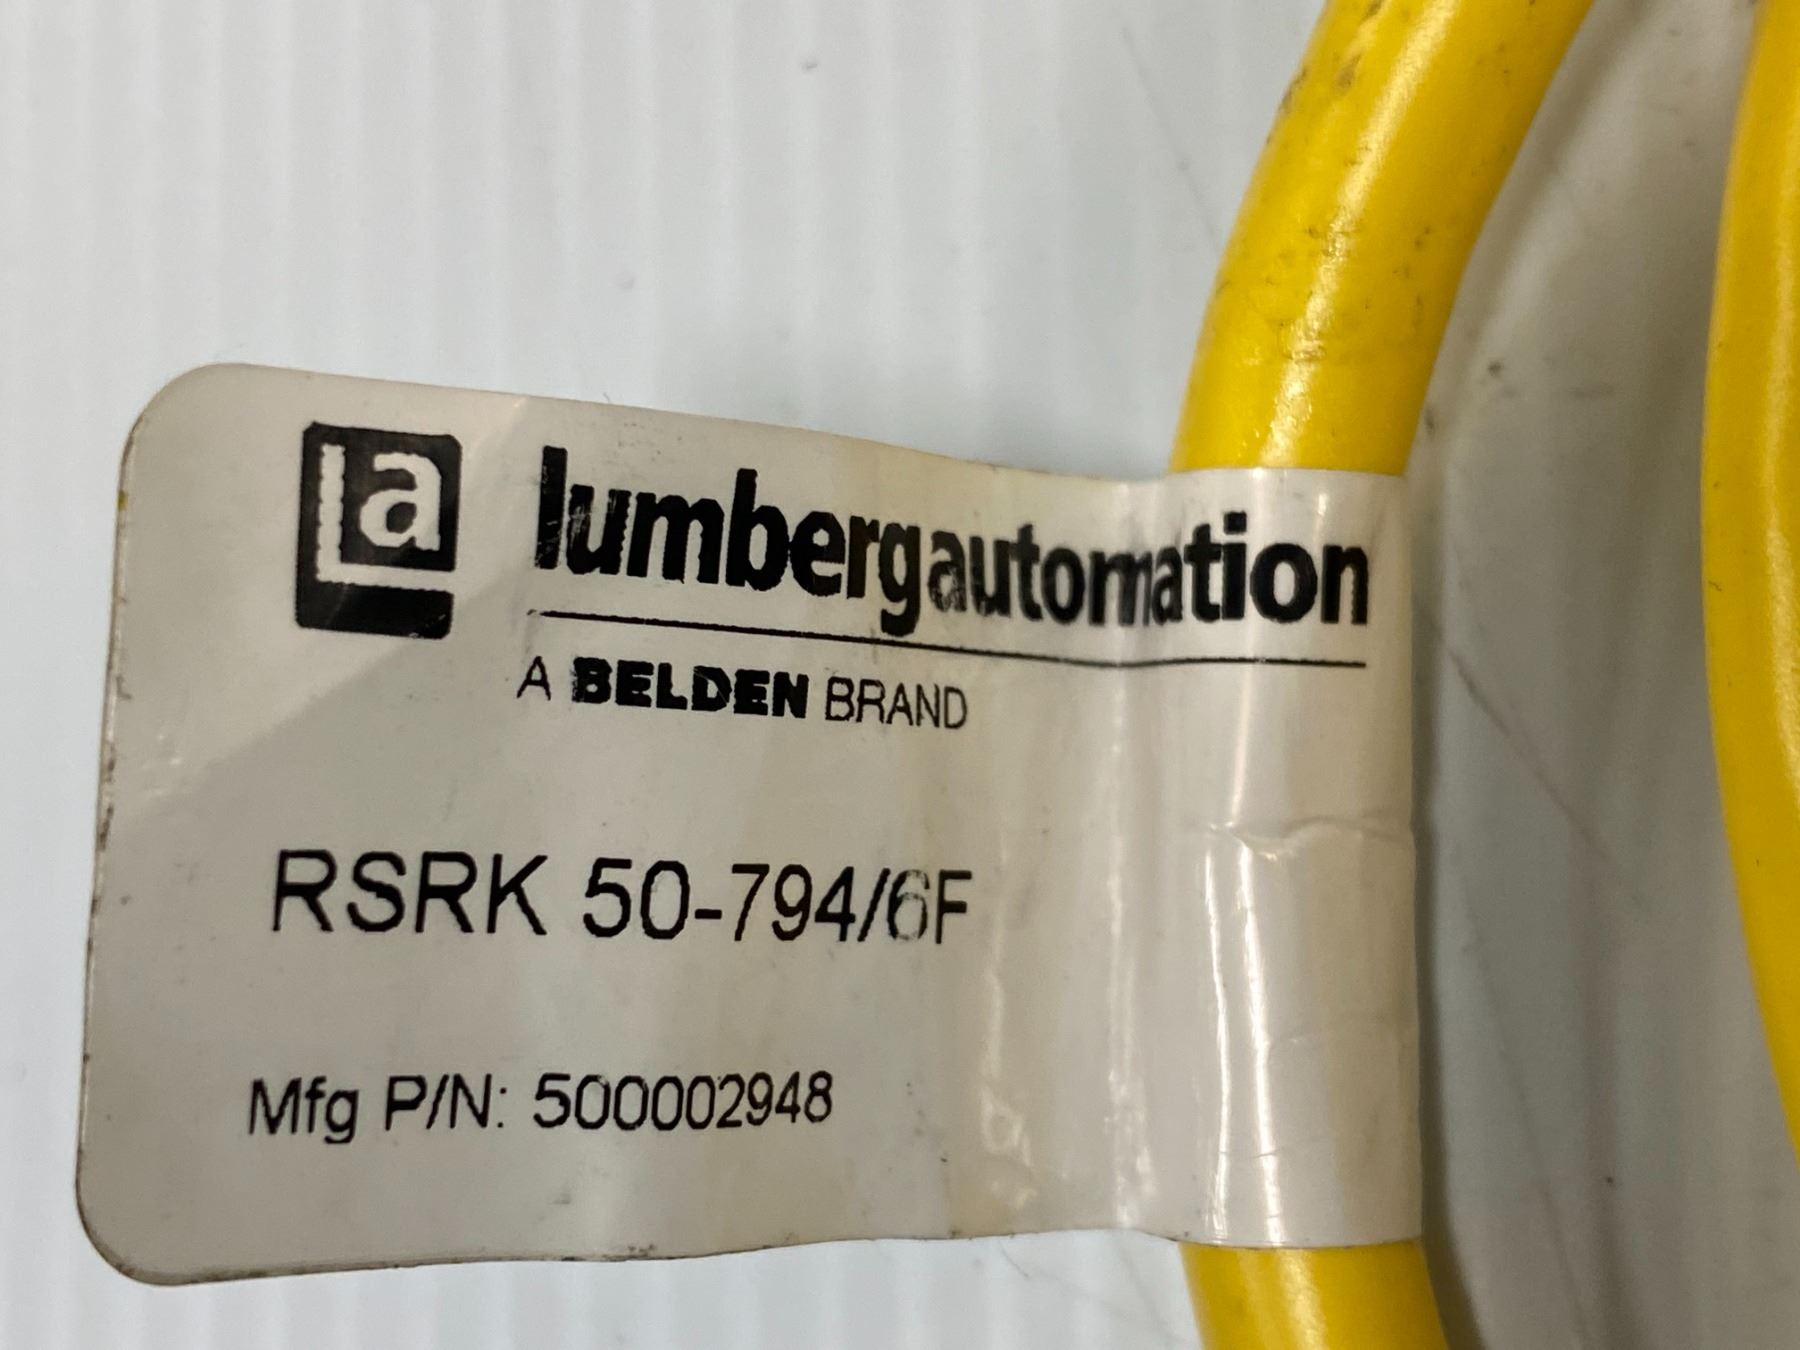 La
lumbergautomation
A BELDEN BRAND
RSRK 50-794/6F
Mfg P/N: 500002948